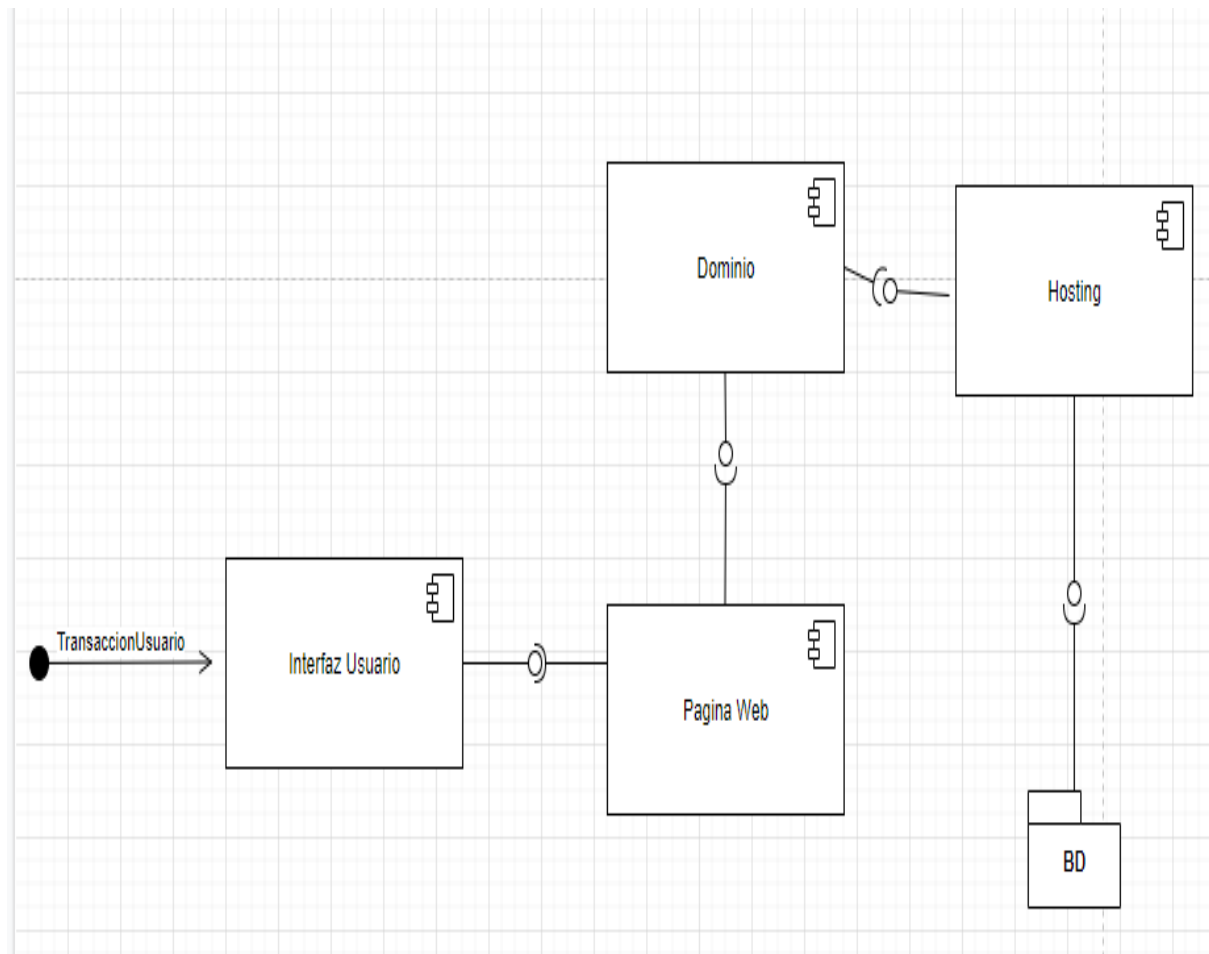 Dominio
Hosting
TransaccionUsuario
Interfaz Usuario
Pagina Web
BD